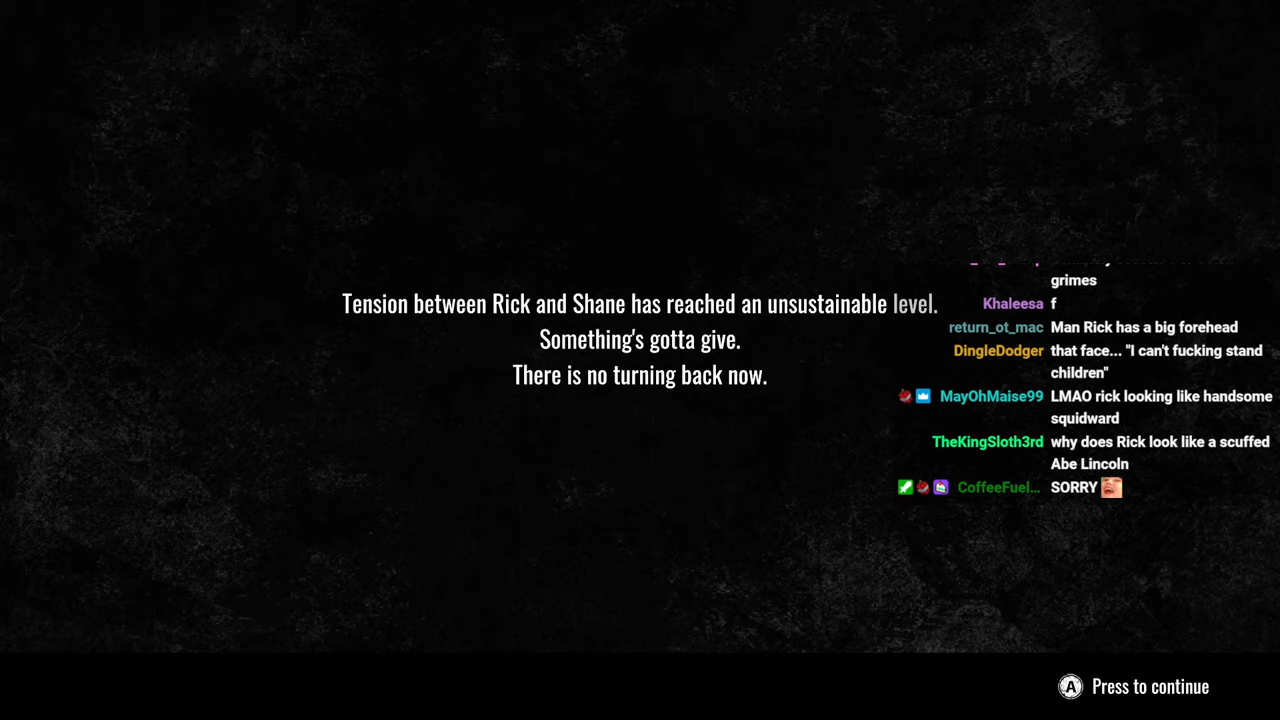 Tension between Rick and Shane has reached an unsustainable level.
Something's gotta give.
There is no turning back now.
grimes
Khaleesa f
return_ot_mac Man Rick has a big forehead
DingleDodger that face... "I can't fucking stand
children"
MayOhMaise99 LMAO rick looking like handsome
squidward
TheKingSloth3rd why does Rick look like a scuffed
Abe Lincoln
CoffeeFuel... SORRY
A Press to continue